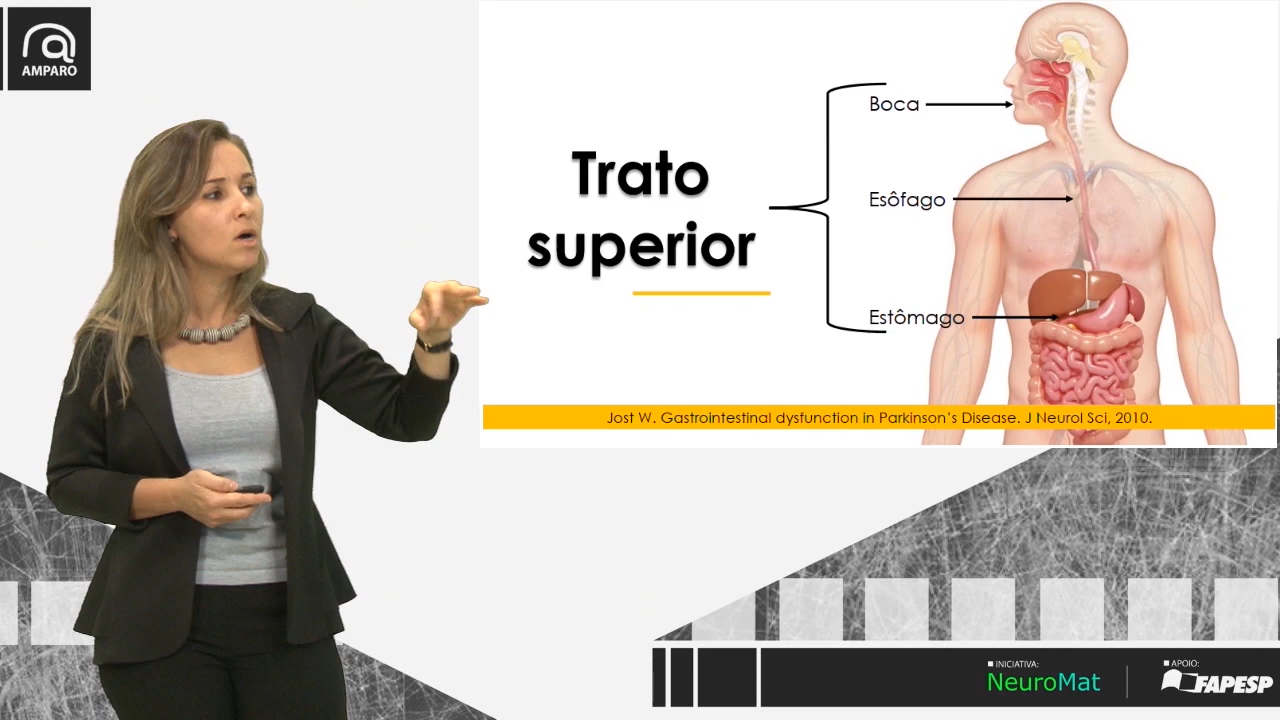 AMPARO
Trato
superior
Boca
Esôfago
Estômago
Jost W. Gastrointestinal dysfunction in Parkinson's Disease. J Neurol Sci, 2010.
INICIATIVA:
NeuroMat
APOIO:
FAPESP